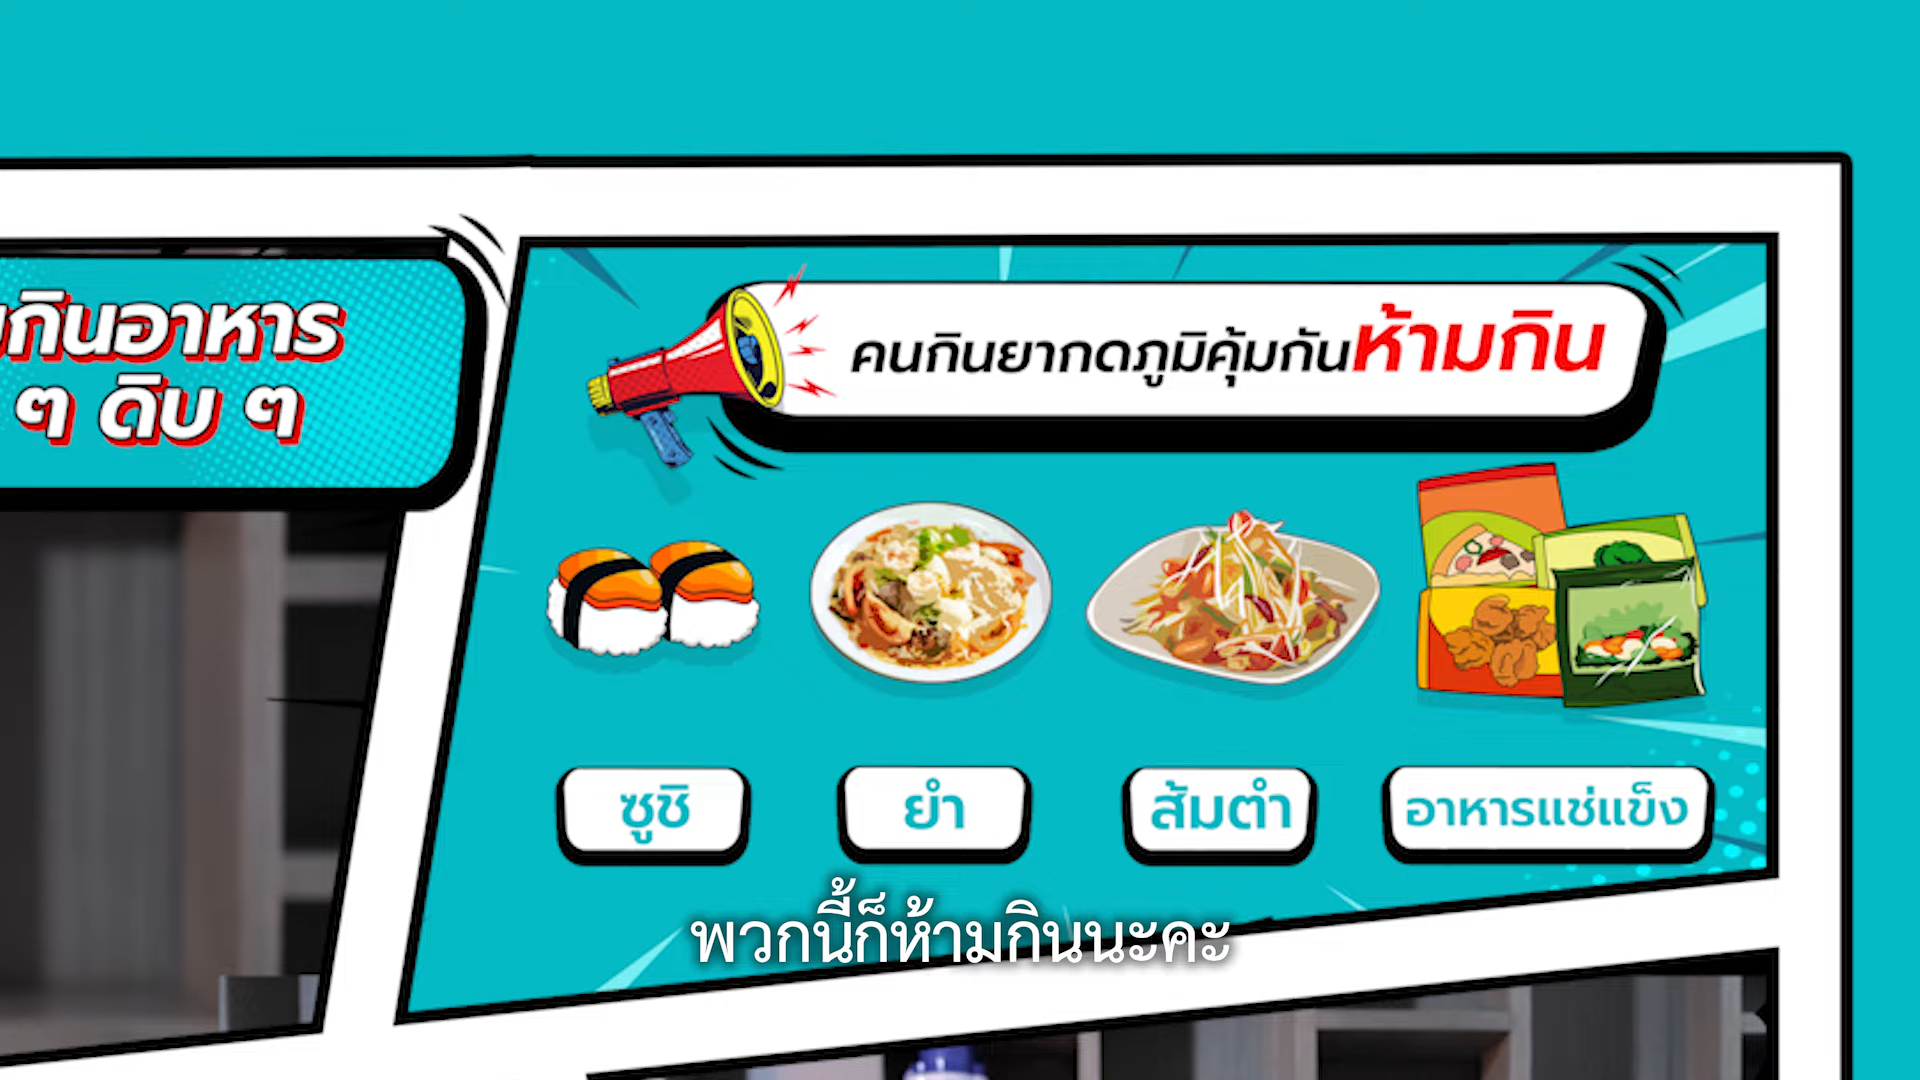 กินอาหาร
ๆ ดิบ ๆ
คนกินยากดภูมิคุ้มกันห้ามกิน
ซูชิ
ยำ
ส้มตำ
อาหารแช่แข็ง
พวกนี้ก็ห้ามกินนะคะ